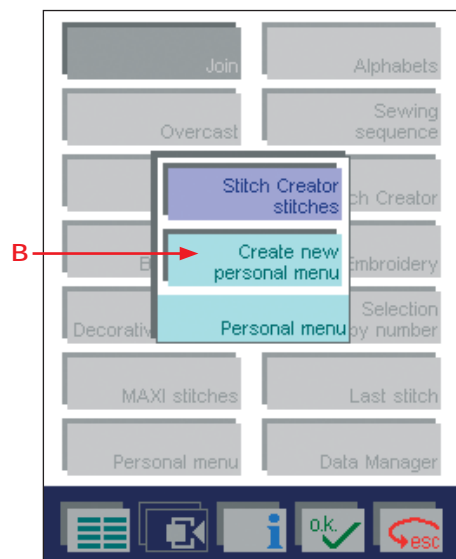 Join
Alphabets
Overcast
Sewing
sequence
Stitch Creator
stitches
ch Creator
B
Create new
personal menu
B
Embroidery
Decorativ
Personal menu
Selection
by number
MAXI stitches
Last stitch
Personal menu
Data Manager
i
o.k.
esc